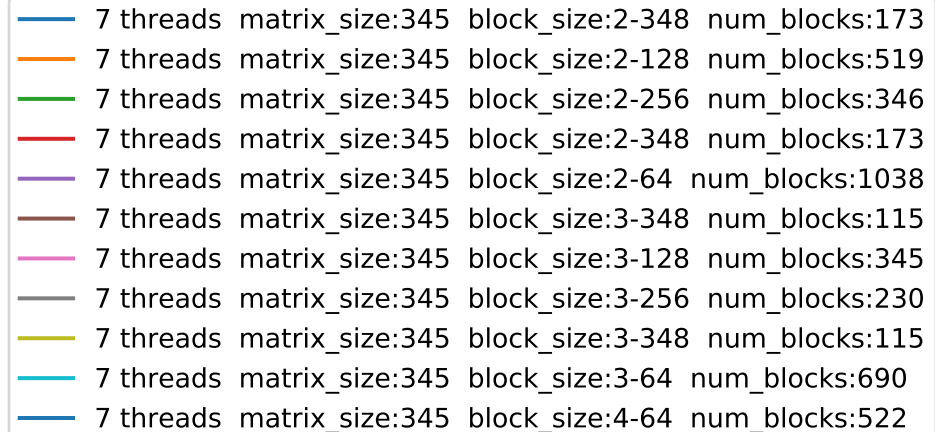 7 threads  matrix_size:345  block_size:2-348  num_blocks:173
7 threads  matrix_size:345  block_size:2-128  num_blocks:519
7 threads  matrix_size:345  block_size:2-256  num_blocks:346
7 threads  matrix_size:345  block_size:2-348  num_blocks:173
7 threads  matrix_size:345  block_size:2-64  num_blocks:1038
7 threads  matrix_size:345  block_size:3-348  num_blocks:115
7 threads  matrix_size:345  block_size:3-128  num_blocks:345
7 threads  matrix_size:345  block_size:3-256  num_blocks:230
7 threads  matrix_size:345  block_size:3-348  num_blocks:115
7 threads  matrix_size:345  block_size:3-64  num_blocks:690
7 threads  matrix_size:345  block_size:4-64  num_blocks:522